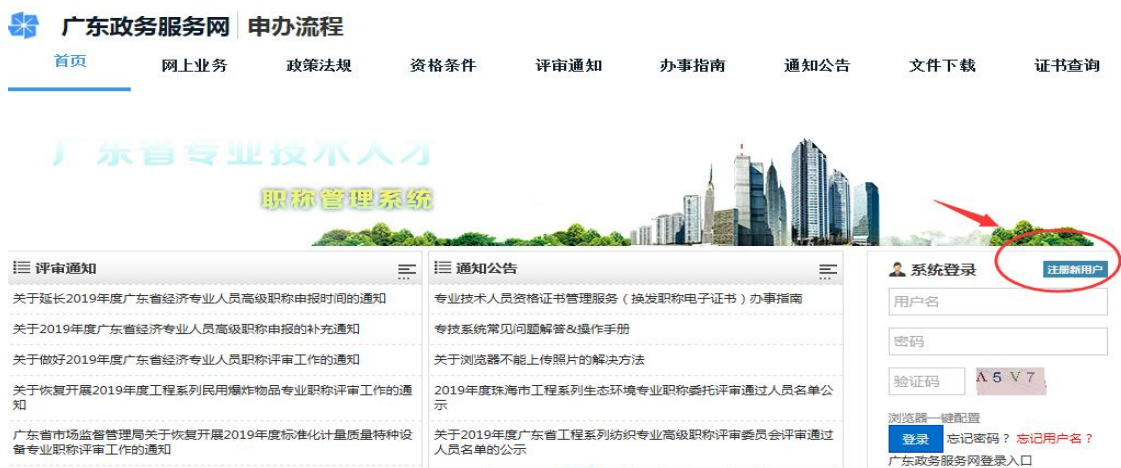 广东政务服务网 申办流程
首页 网上业务 政策法规 资格条件 评审通知 办事指南 通知公告 文件下载 证书查询
广东省专业技术人才
职称管理系统
评审通知
关于延长2019年度广东省经济专业人员高级职称申报时间的通知
关于2019年度广东省经济专业人员高级职称申报的补充通知
关于做好2019年度广东省经济专业人员职称评审工作的通知
关于恢复开展2019年度工程系列民用爆炸物品专业职称评审工作的通
知
广东省市场监督管理局关于恢复开展2019年度标准化计量质量特种设
备专业职称评审工作的通知
通知公告
专业技术人员资格证书管理服务（换发职称电子证书）办事指南
专技系统常见问题解答&操作手册
关于浏览器不能上传照片的解决方法
2019年度珠海市工程系列生态环境专业职称委托评审通过人员名单公
示
关于2019年度广东省工程系列纺织专业高级职称评审委员会评审通过
人员名单的公示
系统登录 注册新用户
用户名
密码
验证码 A 5 V 7
浏览器一键配置
登录 忘记密码？ 忘记用户名？
广东政务服务网登录入口